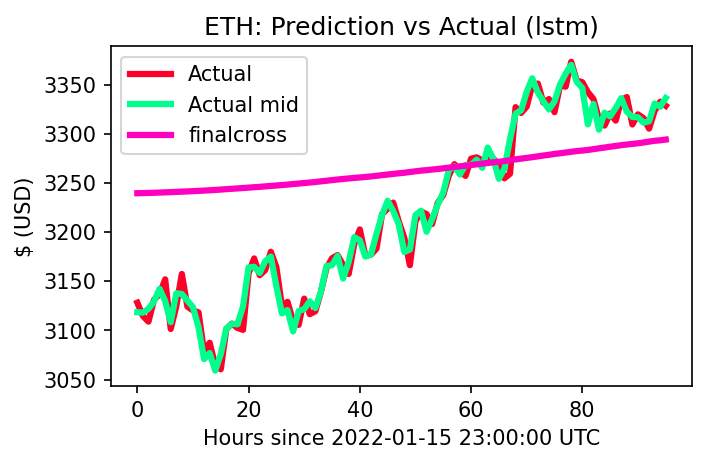 ETH: Prediction vs Actual (lstm)
Actual
Actual mid
finalcross
$ (USD)
3350
3300
3250
3200
3150
3100
3050
0 20 40 60 80
Hours since 2022-01-15 23:00:00 UTC